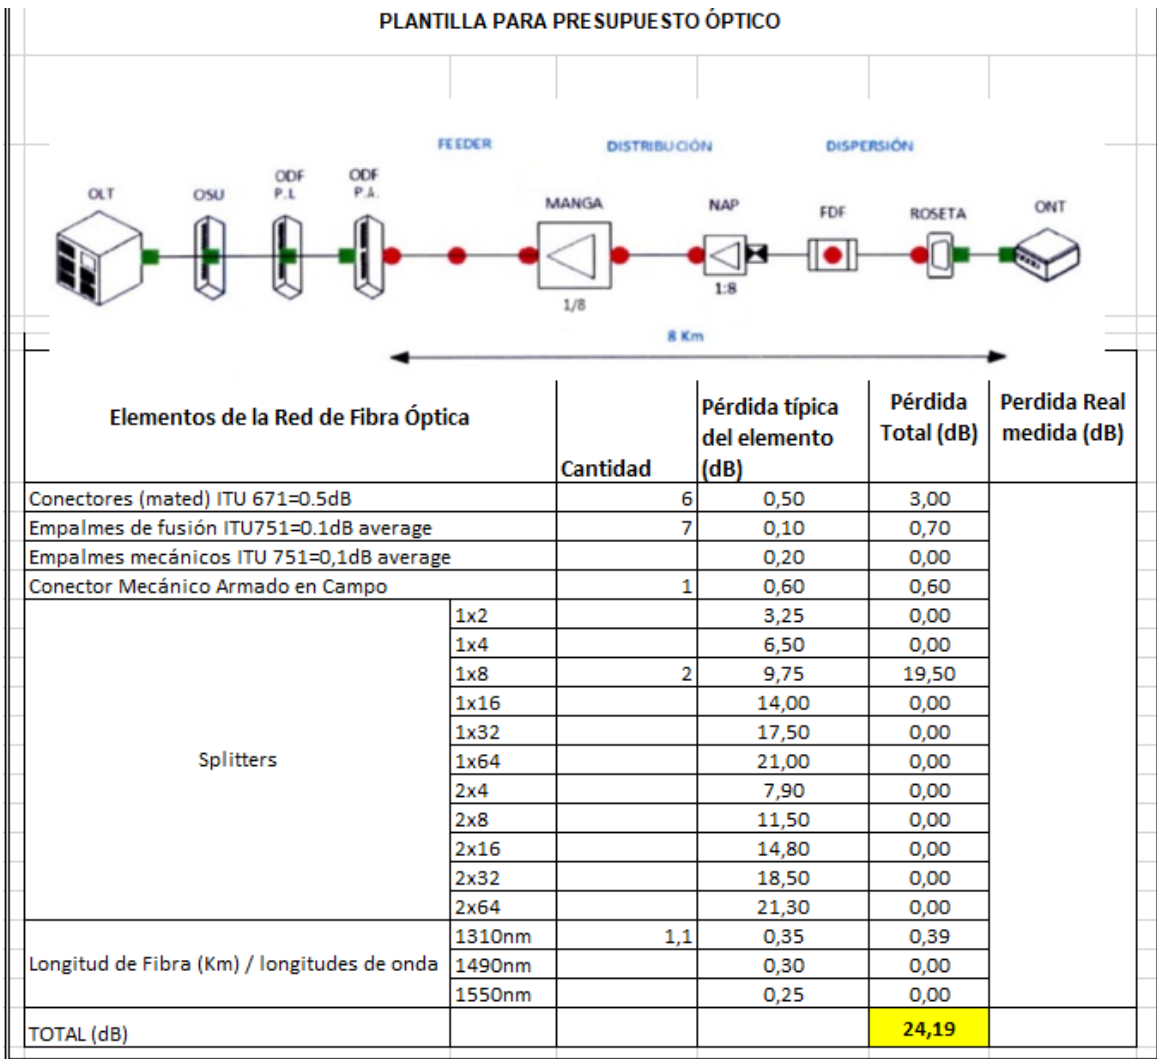 PLANTILLA PARA PRESUPUESTO ÓPTICO
FEEDER DISTRIBUCIÓN DISPERSIÓN
OLT OSU ODF P.I. ODF P.A. MANGA NAP FDF ROSETA ONT
1/8 1:8
8 Km
Elementos de la Red de Fibra Óptica Cantidad Pérdida típica del elemento (dB) Pérdida Total (dB) Perdida Real medida (dB)
Conectores (mated) ITU 671=0.5dB 6 0,50 3,00
Empalmes de fusión ITU751=0.1dB average 7 0,10 0,70
Empalmes mecánicos ITU 751=0,1dB average 0,20 0,00
Conector Mecánico Armado en Campo 1 0,60 0,60
Splitters
1x2 3,25 0,00
1x4 6,50 0,00
1x8 2 9,75 19,50
1x16 14,00 0,00
1x32 17,50 0,00
1x64 21,00 0,00
2x4 7,90 0,00
2x8 11,50 0,00
2x16 14,80 0,00
2x32 18,50 0,00
2x64 21,30 0,00
Longitud de Fibra (Km) / longitudes de onda
1310nm 1,1 0,35 0,39
1490nm 0,30 0,00
1550nm 0,25 0,00
TOTAL (dB) 24,19